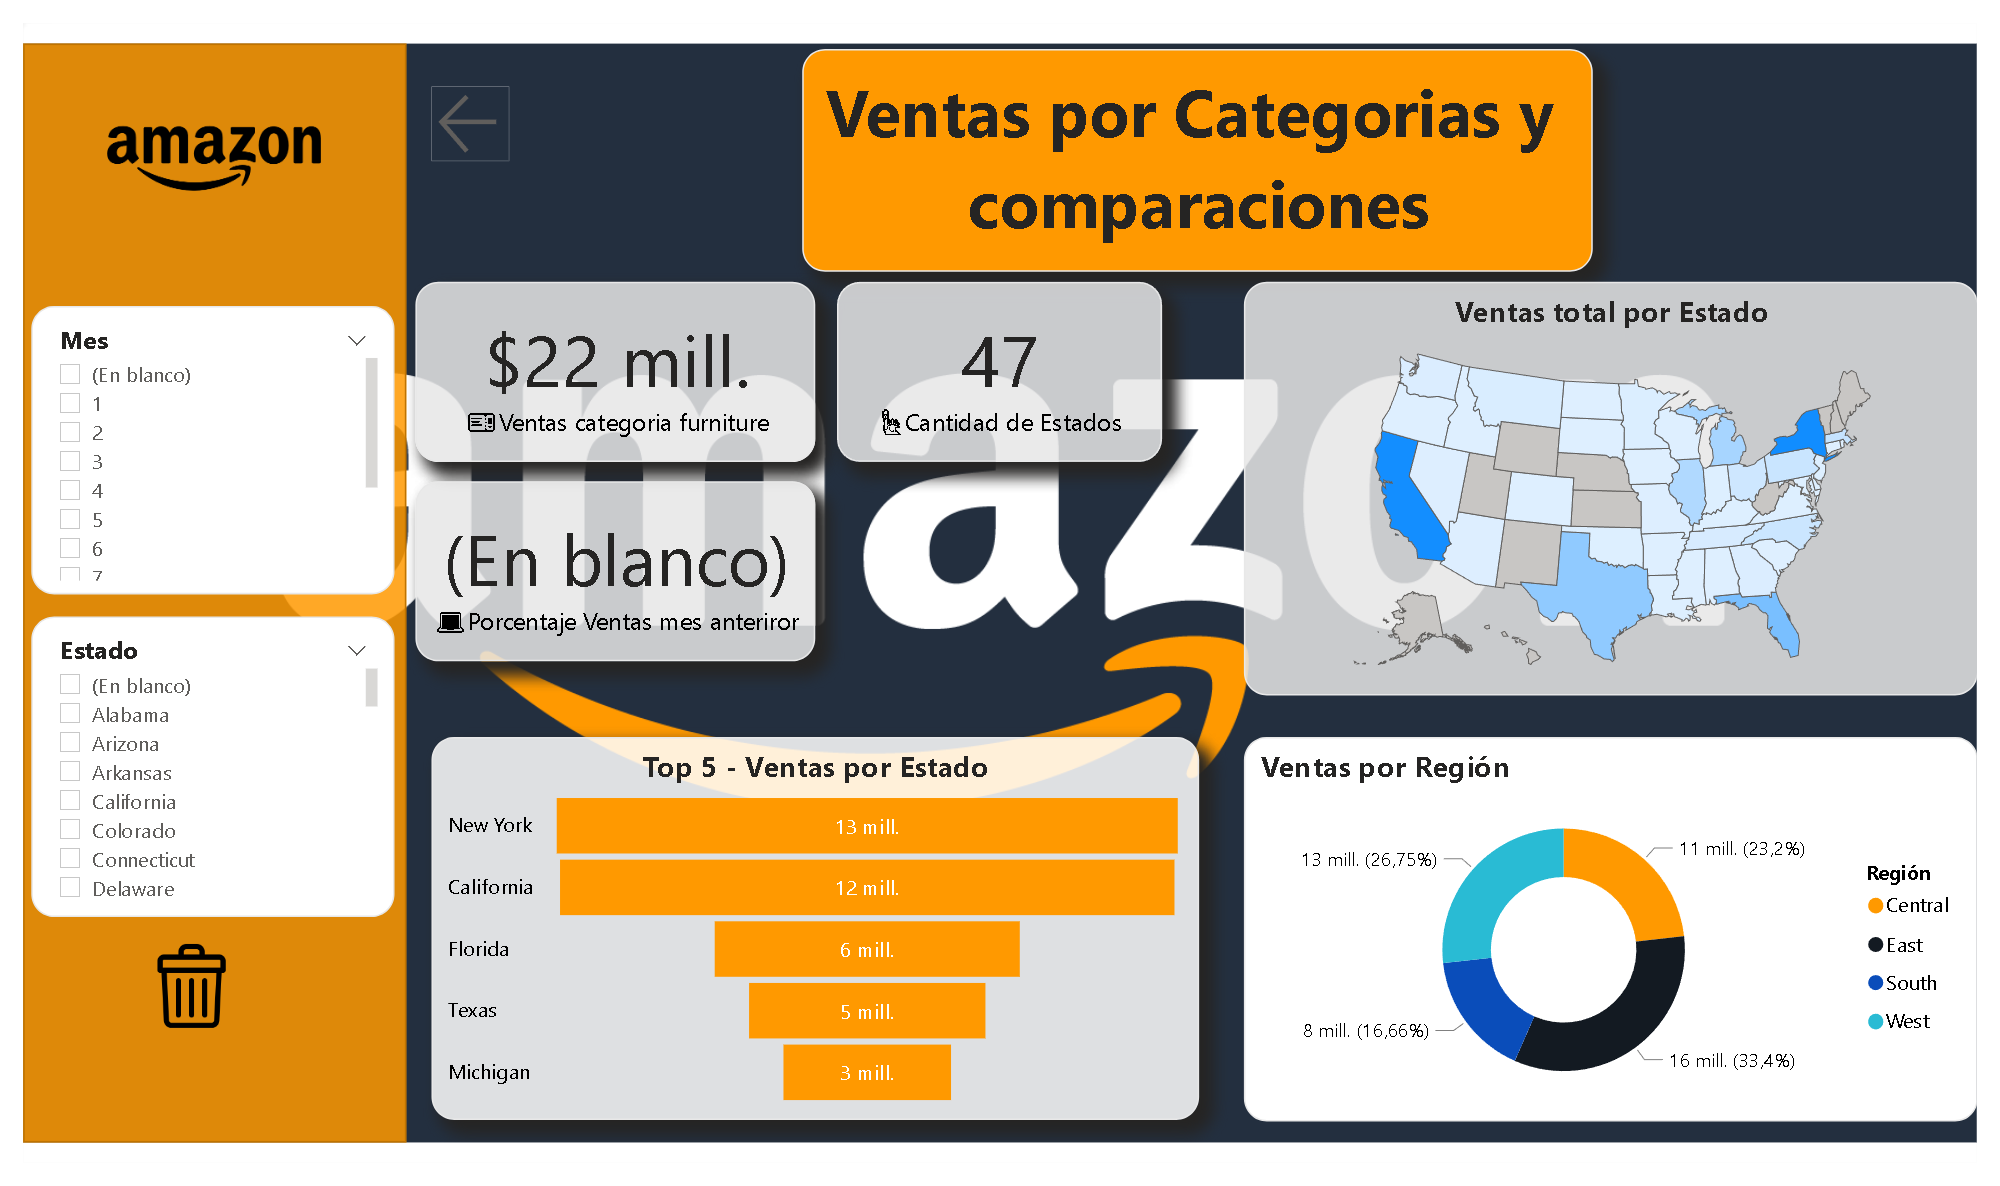 amazon
Ventas por Categorias y
comparaciones
Mes
(En blanco)
1
2
3
4
5
6
7
Estado
(En blanco)
Alabama
Arizona
Arkansas
California
Colorado
Connecticut
Delaware
$22 mill.
Ventas categoria furniture
47
Cantidad de Estados
(En blanco)
Porcentaje Ventas mes anteriror
amazon
Ventas total por Estado
Top 5 - Ventas por Estado
New York
13 mill.
California
12 mill.
Florida
6 mill.
Texas
5 mill.
Michigan
3 mill.
Ventas por Región
13 mill. (26,75%)
11 mill. (23,2%)
8 mill. (16,66%)
16 mill. (33,4%)
Región
Central
East
South
West